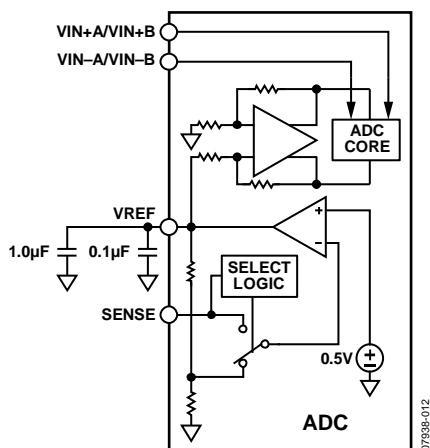 VIN+A/VIN+B
VIN–A/VIN–B
ADC
CORE
VREF
1.0µF
0.1µF
SELECT
LOGIC
SENSE
0.5V
ADC
07938-012